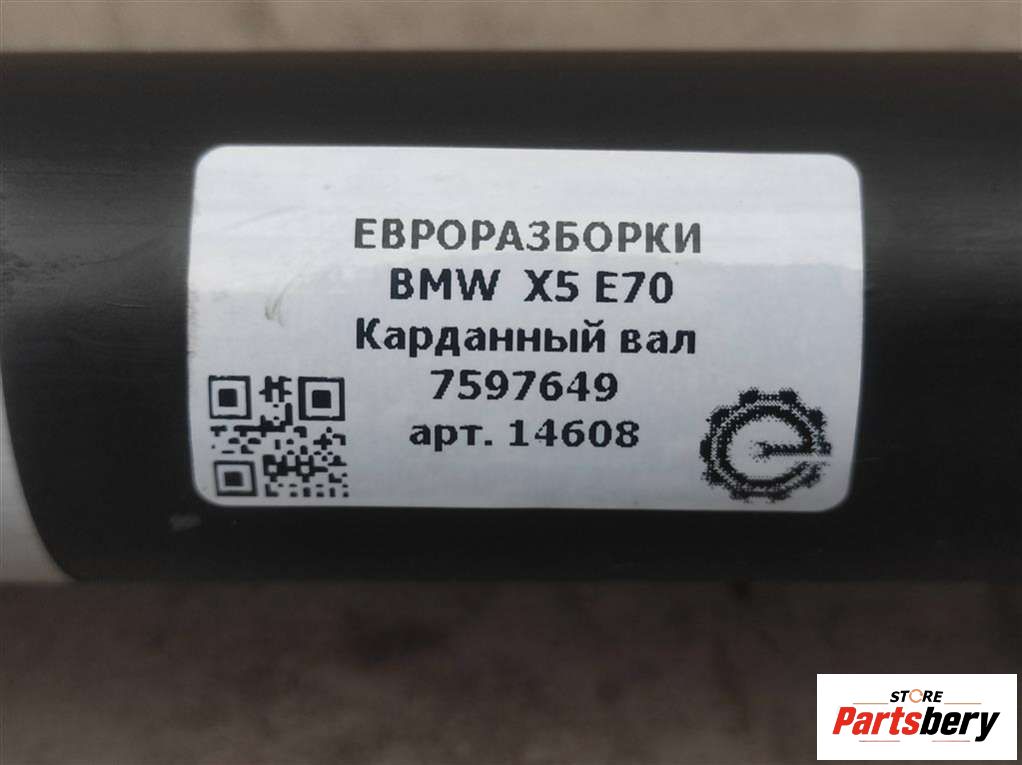 ЕВРОРАЗБОРКИ
BMW X5 E70
Карданный вал
7597649
арт. 14608
STORE
Partsbery